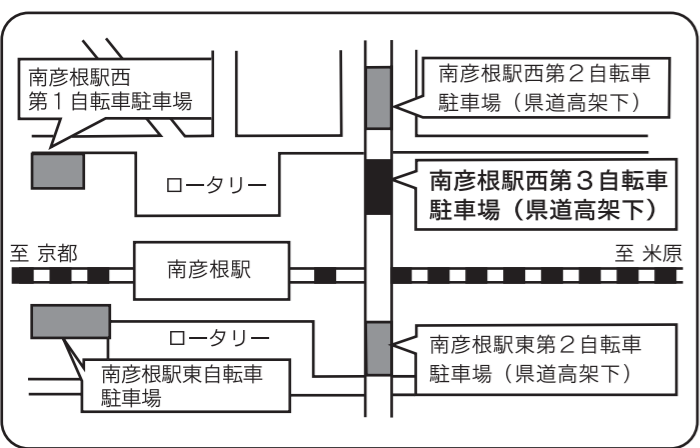 南彦根駅西
第１自転車駐車場
南彦根駅西第２自転車
駐車場（県道高架下）
ロータリー
南彦根駅西第３自転車
駐車場（県道高架下）
至 京都
南彦根駅
至 米原
ロータリー
南彦根駅東自転車
駐車場
南彦根駅東第２自転車
駐車場（県道高架下）